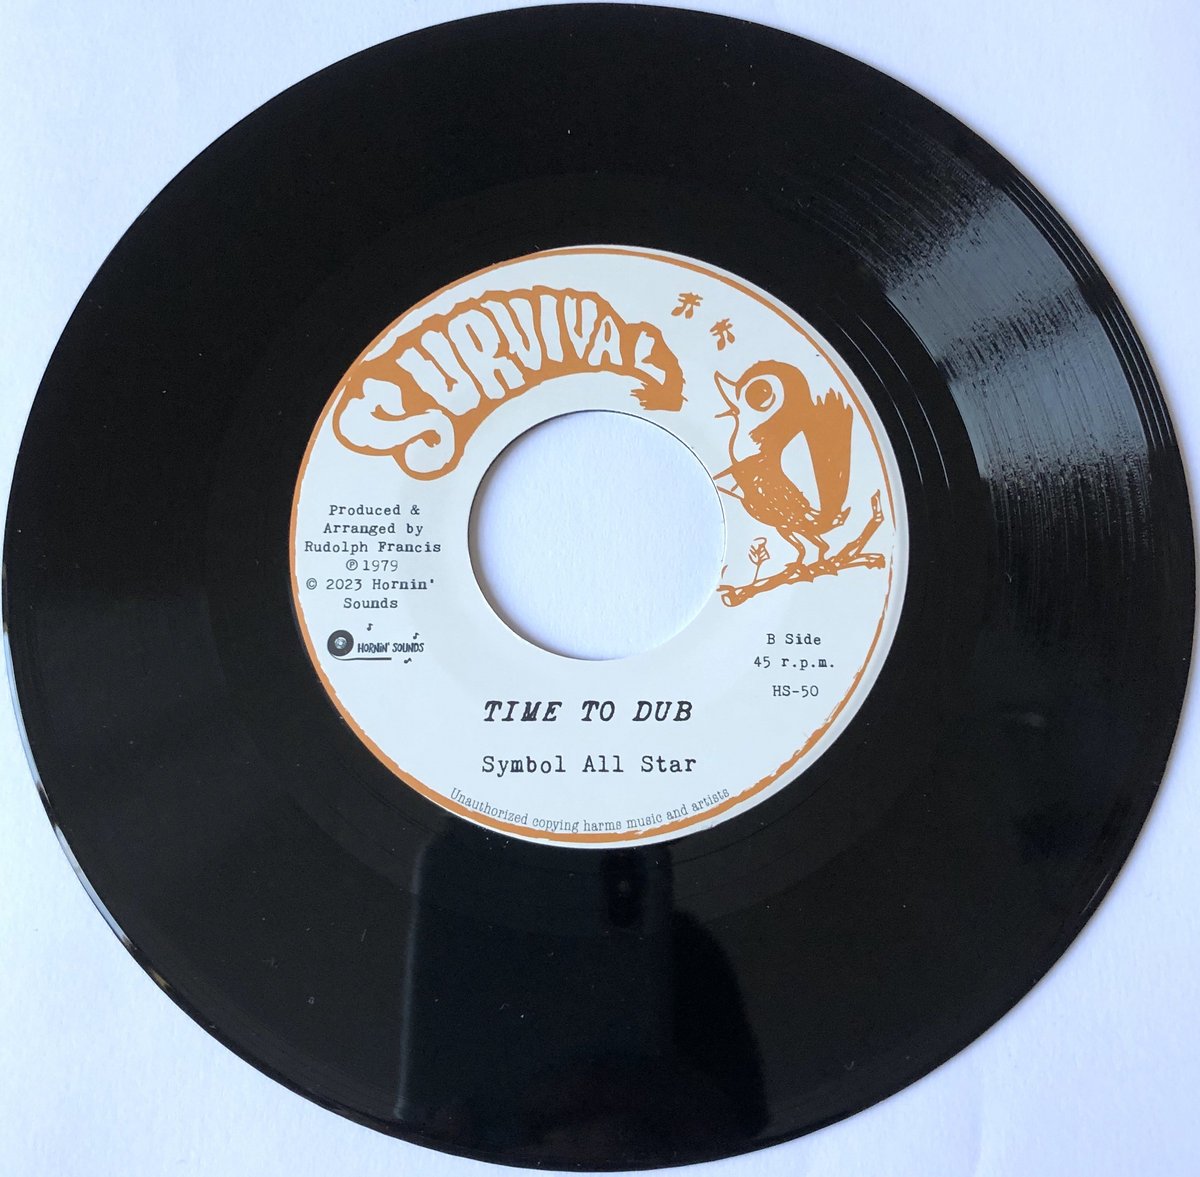 SURVIVAL
Produced &
Arranged by
Rudolph Francis
℗1979
© 2023 Hornin'
Sounds
HORNIN' SOUNDS
B Side
45 r.p.m.
HS-50
TIME TO DUB
Symbol All Star
Unauthorized copying harms music and artists